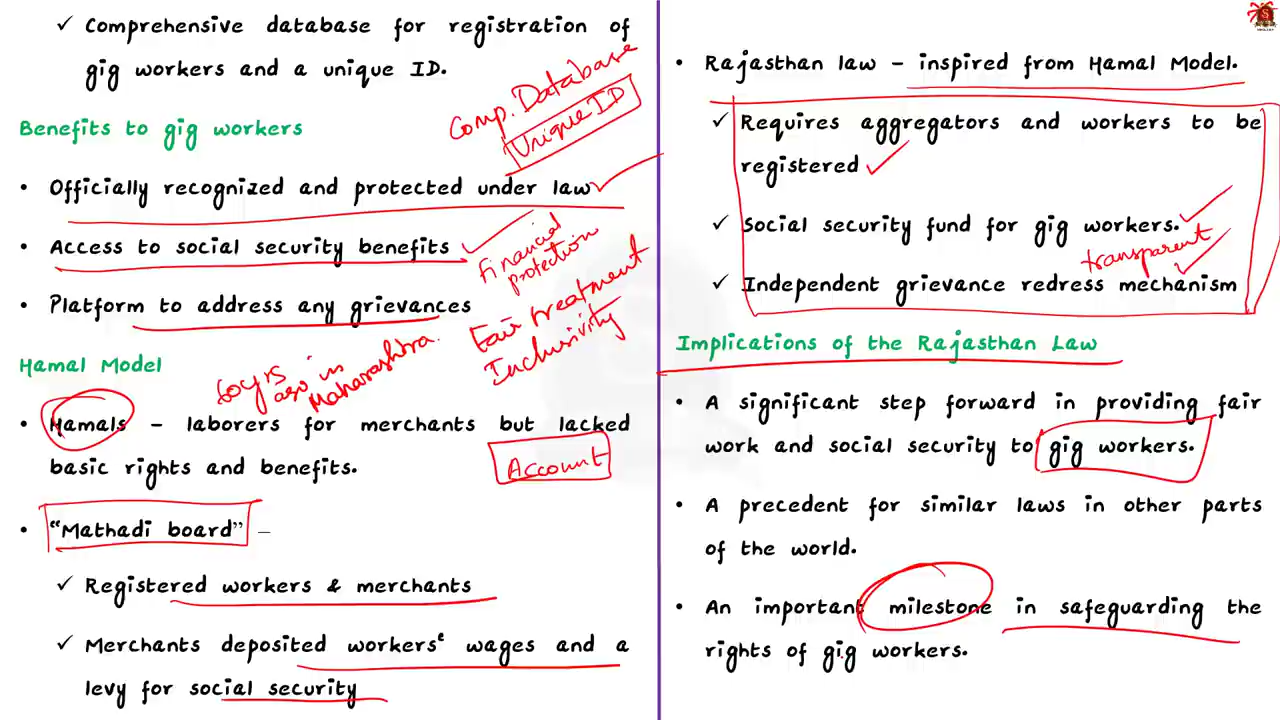 ✓ Comprehensive database for registration of
gig workers and a unique ID.
Comp. Database
Unique ID
Benefits to gig workers
• Officially recognized and protected under law
• Access to social security benefits
Financial
protection
• Platform to address any grievances
Fair treatment
Inclusivity
Hamal Model
60yrs
ago in
Maharashtra.
• Hamals – laborers for merchants but lacked
basic rights and benefits.
Account
• “Mathadi board” –
✓ Registered workers & merchants
✓ Merchants deposited workers' wages and a
levy for social security
• Rajasthan law – inspired from Hamal Model.
✓ Requires aggregators and workers to be
registered
✓ Social security fund for gig workers.
transparent
✓ Independent grievance redress mechanism
Implications of the Rajasthan Law
• A significant step forward in providing fair
work and social security to gig workers.
• A precedent for similar laws in other parts
of the world.
• An important milestone in safeguarding the
rights of gig workers.